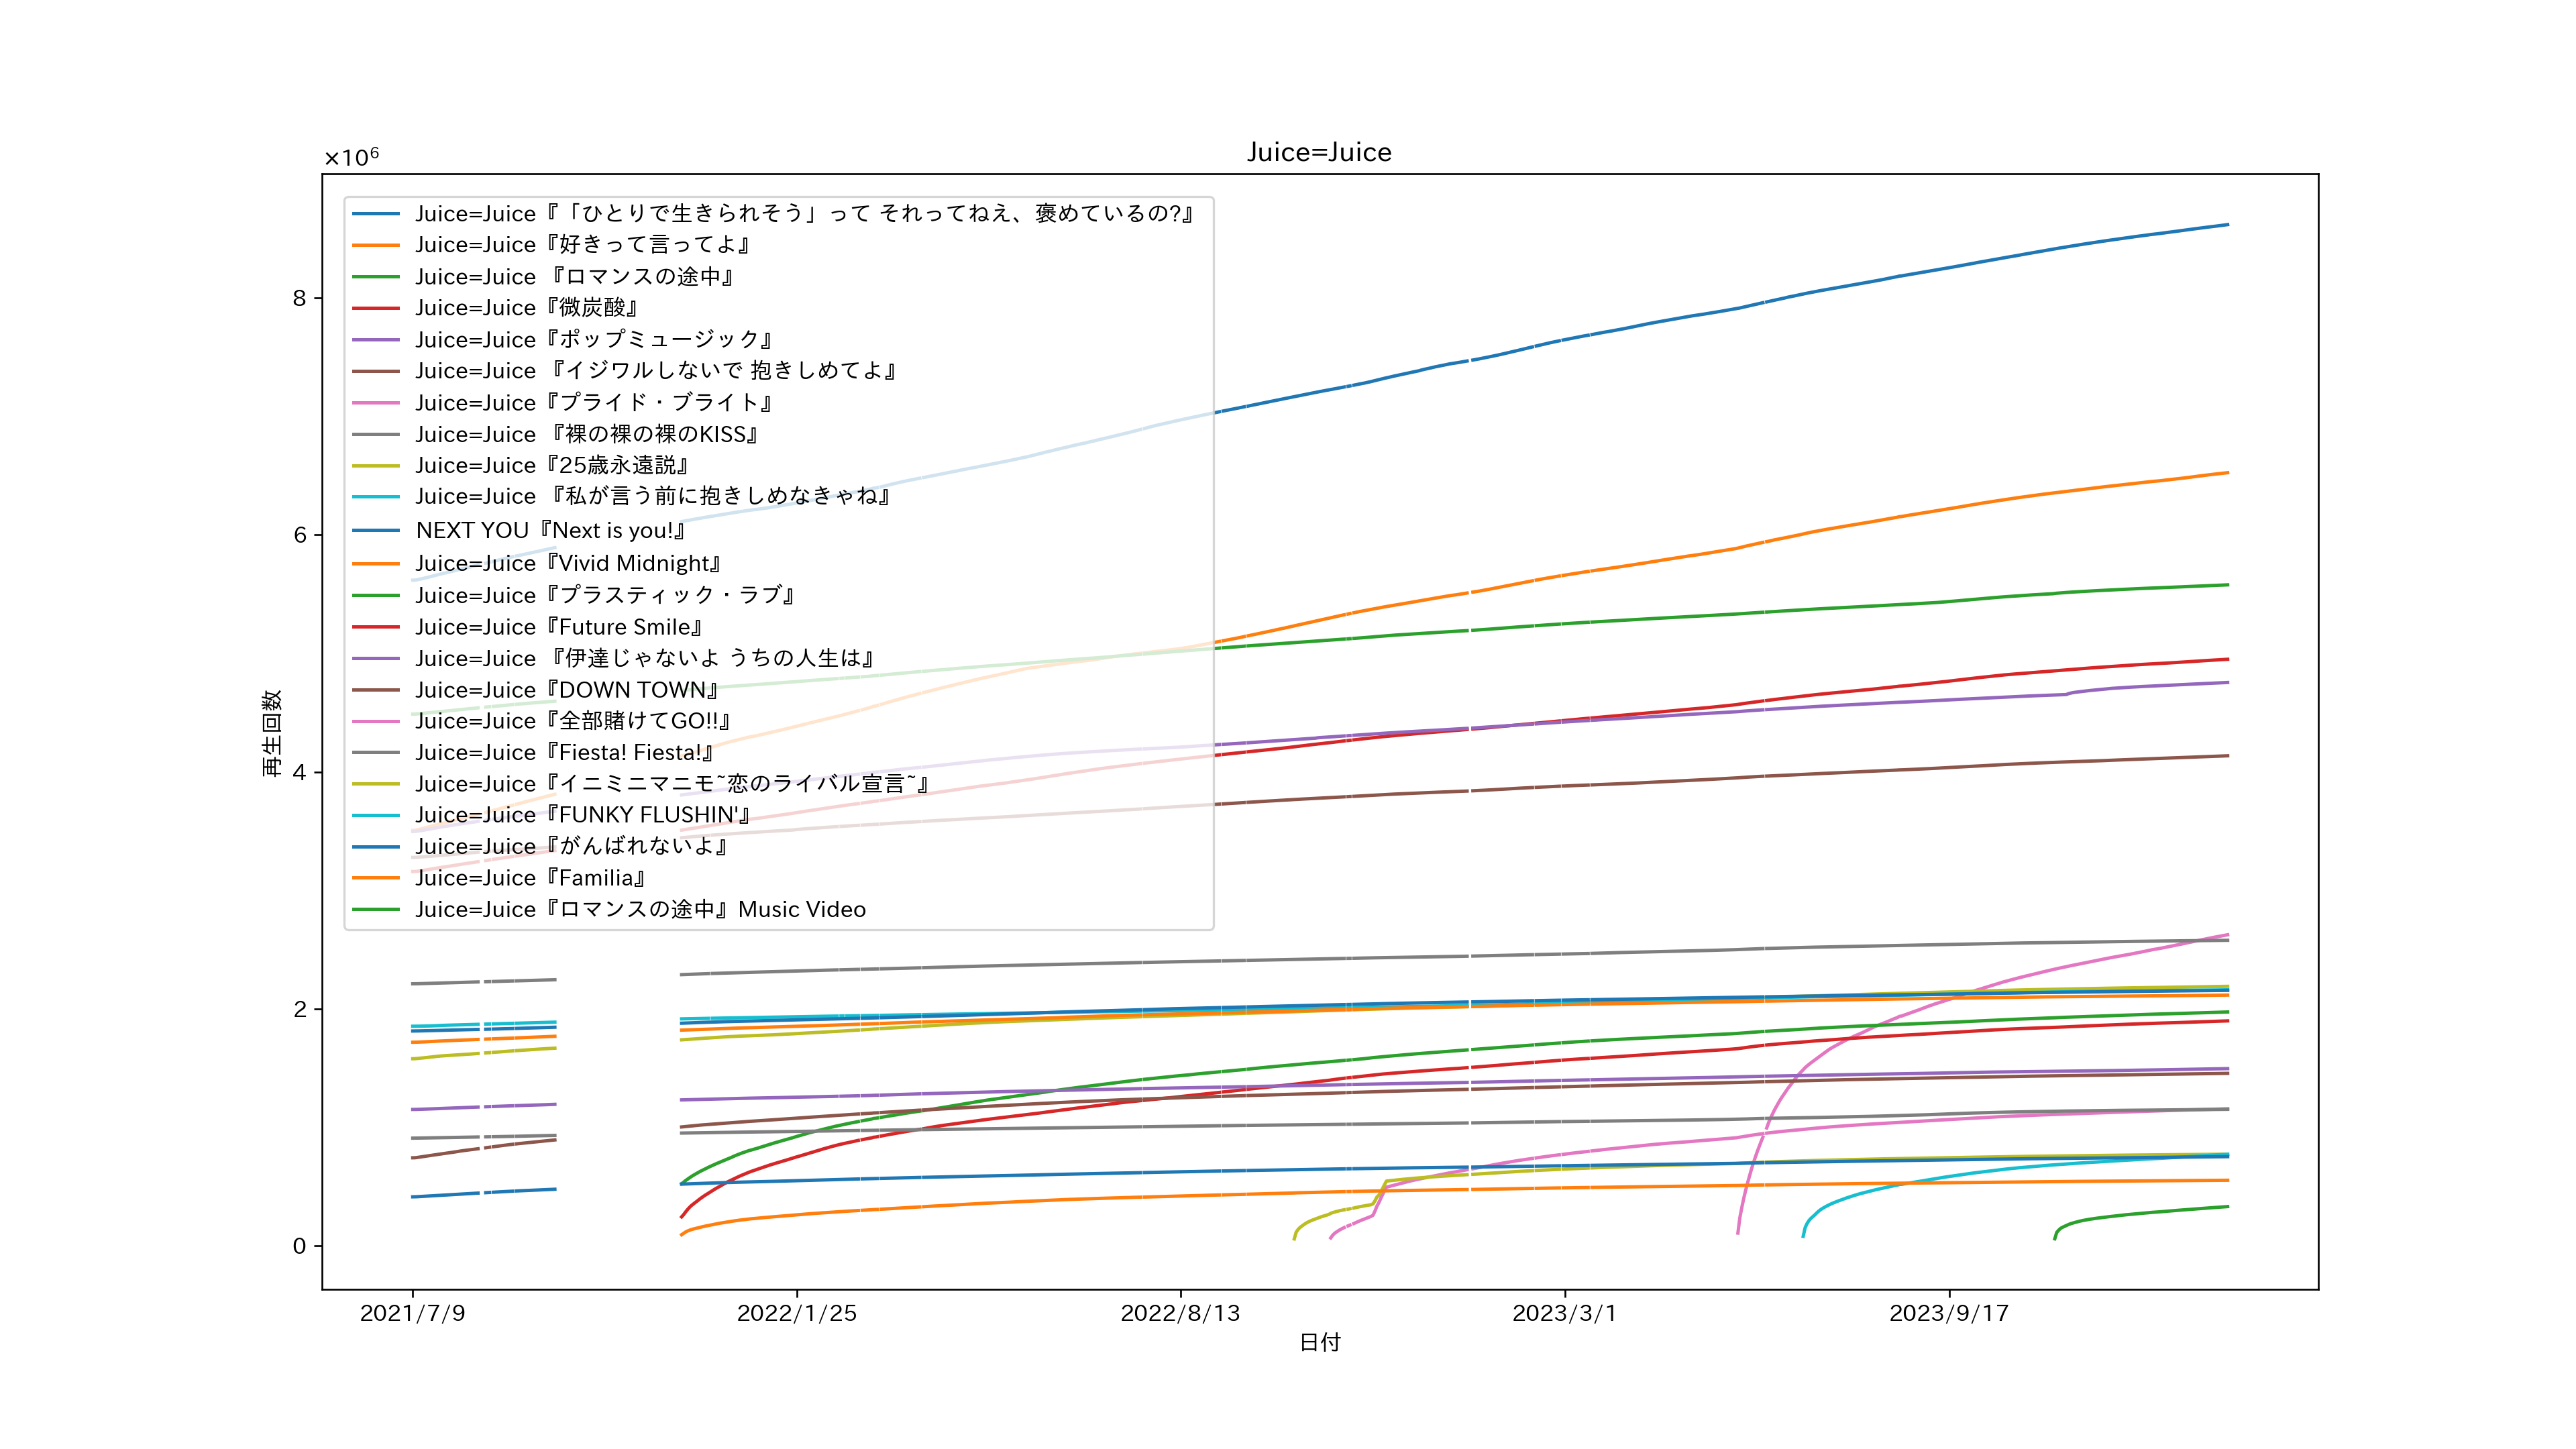 Juice=Juice
×10⁶
Juice=Juice『「ひとりで生きられそう」って それってねえ、褒めているの?』
Juice=Juice『好きって言ってよ』
Juice=Juice 『ロマンスの途中』
Juice=Juice『微炭酸』
Juice=Juice『ポップミュージック』
Juice=Juice 『イジワルしないで 抱きしめてよ』
Juice=Juice『プライド・ブライト』
Juice=Juice 『裸の裸の裸のKISS』
Juice=Juice『25歳永遠説』
Juice=Juice 『私が言う前に抱きしめなきゃね』
NEXT YOU『Next is you!』
Juice=Juice『Vivid Midnight』
Juice=Juice『プラスティック・ラブ』
Juice=Juice『Future Smile』
Juice=Juice 『伊達じゃないよ うちの人生は』
Juice=Juice『DOWN TOWN』
Juice=Juice『全部賭けてGO!!』
Juice=Juice『Fiesta! Fiesta!』
Juice=Juice『イニミニマニモ~恋のライバル宣言~』
Juice=Juice『FUNKY FLUSHIN'』
Juice=Juice『がんばれないよ』
Juice=Juice『Familia』
Juice=Juice『ロマンスの途中』Music Video
8
6
4
2
0
再生回数
2021/7/9 2022/1/25 2022/8/13 2023/3/1 2023/9/17
日付